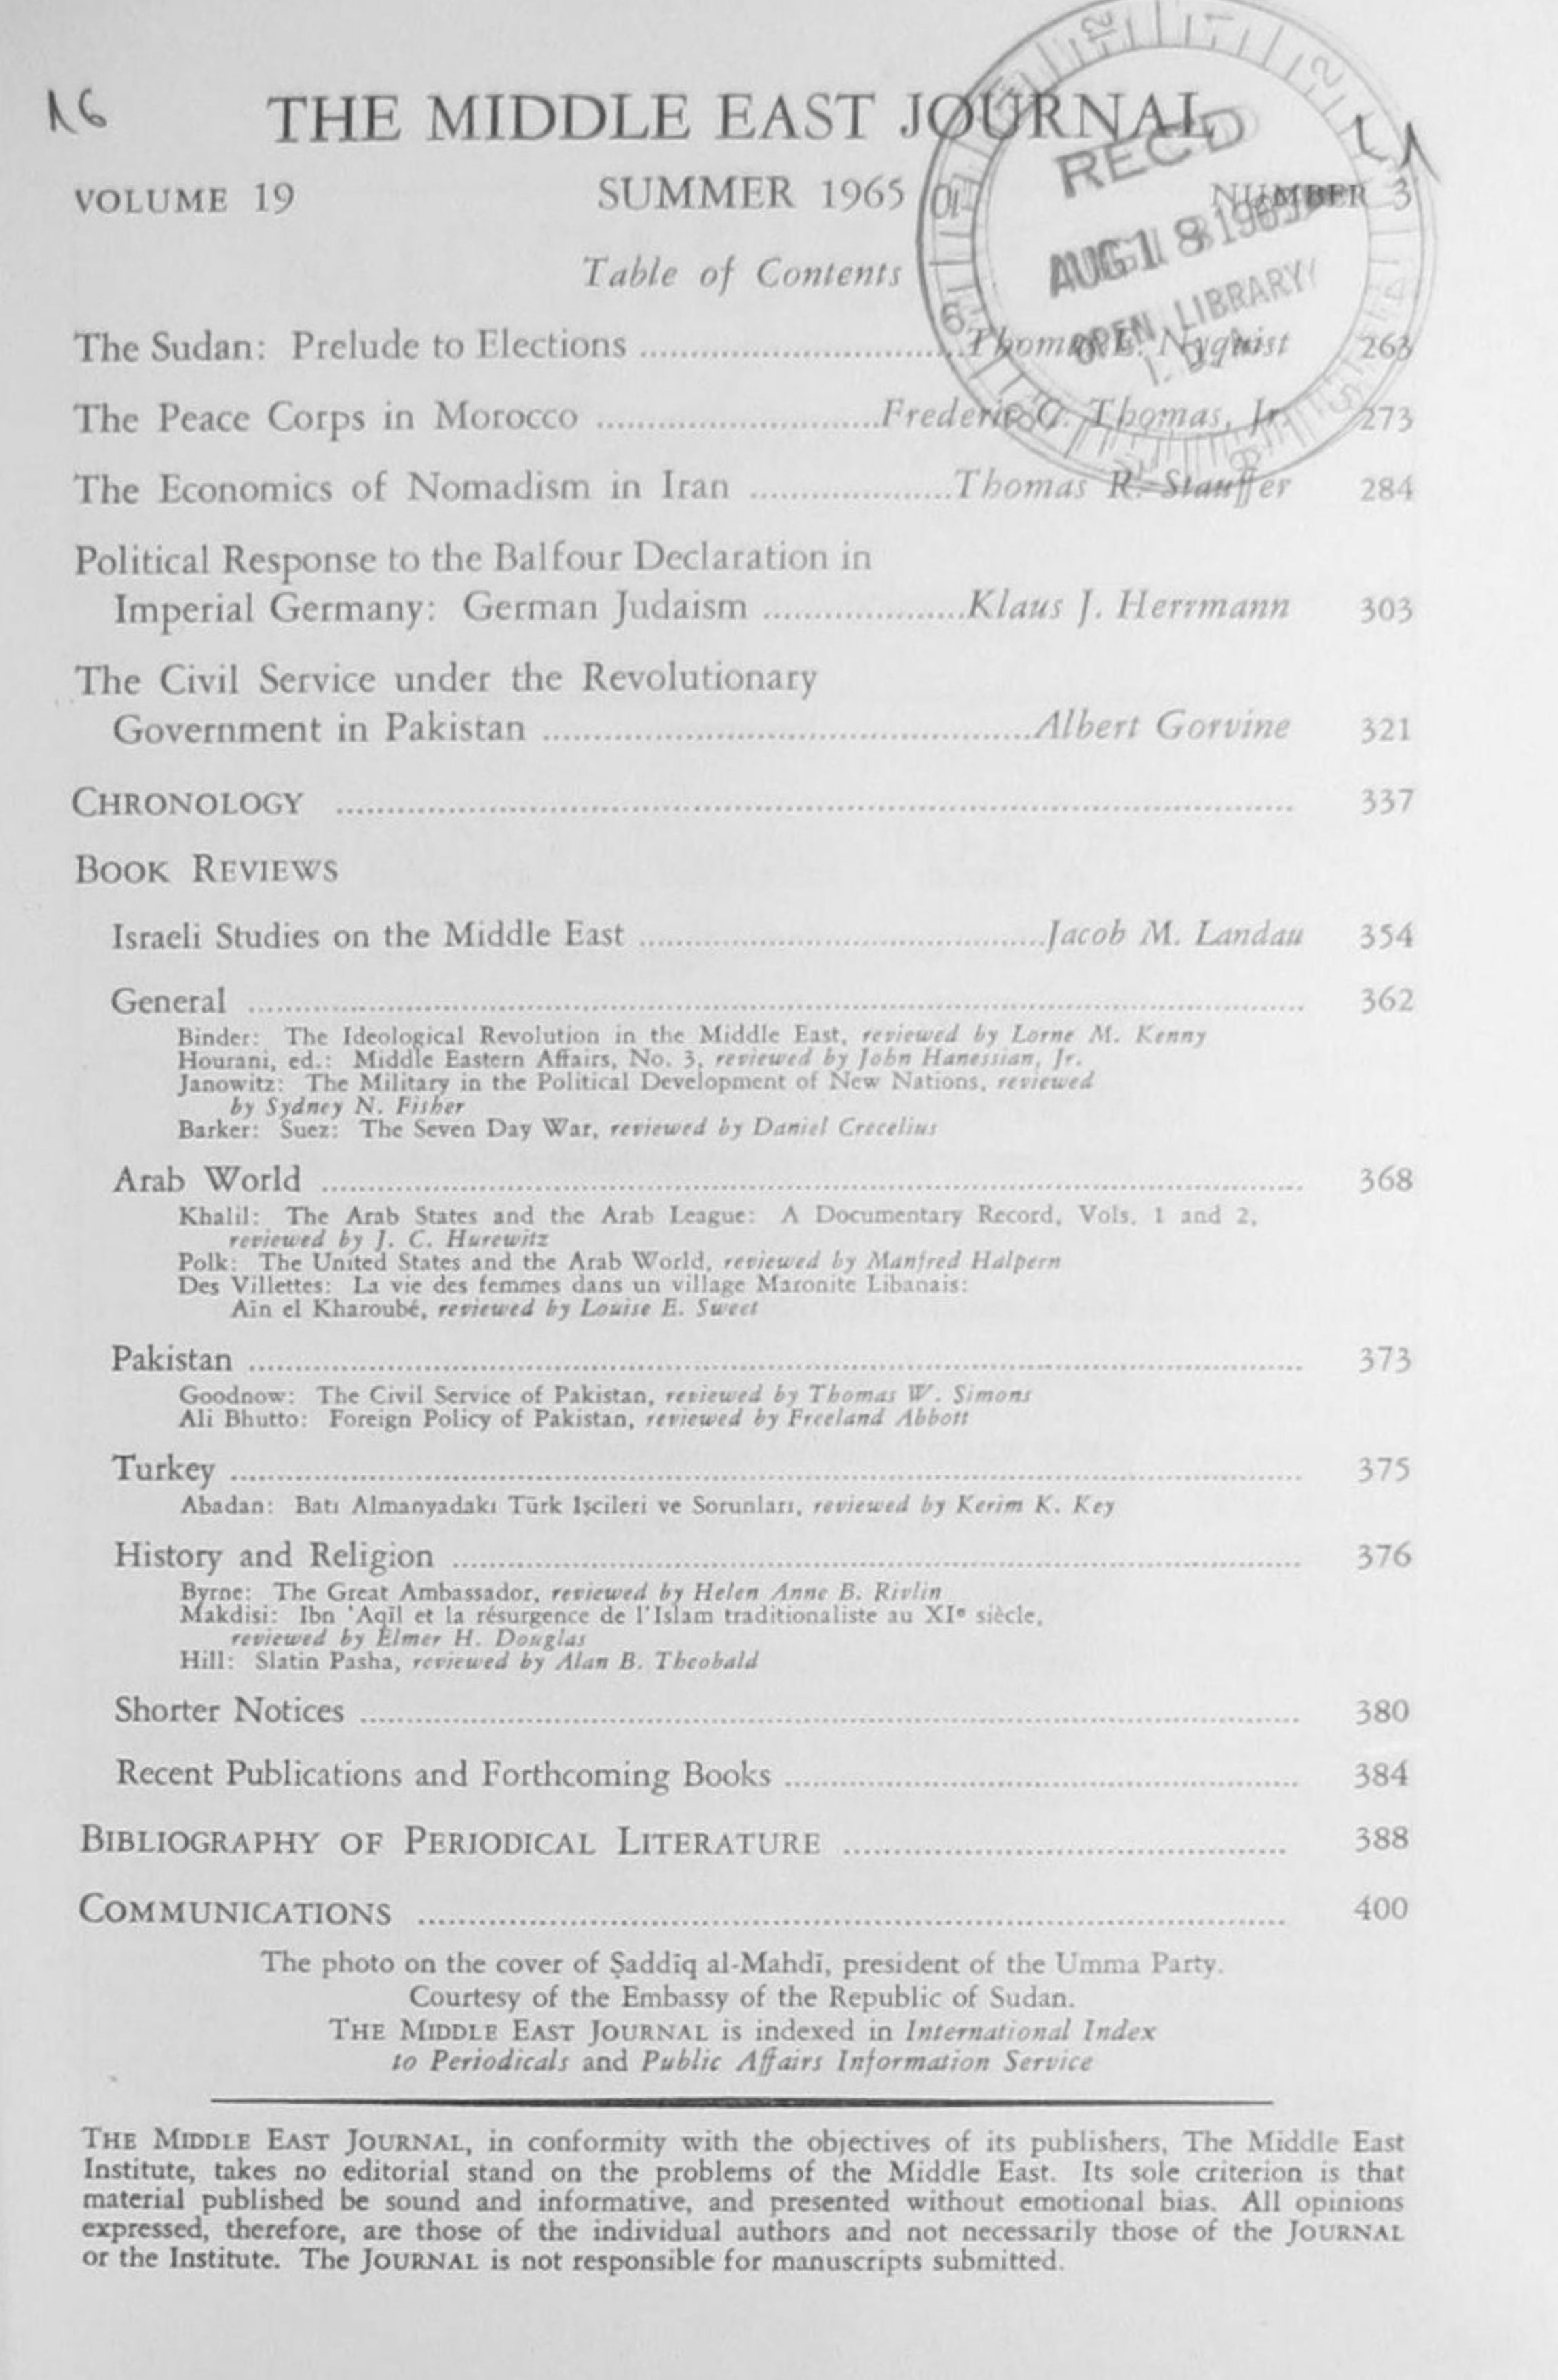 16
THE MIDDLE EAST JOURNAL
VOLUME 19 SUMMER 1965 NUMBER 3
REC'D
AUG 18 1965
OPEN LIBRARY
Table of Contents
The Sudan: Prelude to Elections ........ Thomas E. Nyquist 263
The Peace Corps in Morocco ........ Frederic C. Thomas, Jr. 273
The Economics of Nomadism in Iran ........ Thomas R. Stauffer 284
Political Response to the Balfour Declaration in
Imperial Germany: German Judaism ........ Klaus J. Herrmann 303
The Civil Service under the Revolutionary
Government in Pakistan ........ Albert Gorvine 321
CHRONOLOGY ........ 337
BOOK REVIEWS
Israeli Studies on the Middle East ........ Jacob M. Landau 354
General ........ 362
Binder: The Ideological Revolution in the Middle East, reviewed by Lorne M. Kenny
Hourani, ed.: Middle Eastern Affairs, No. 3, reviewed by John Hanessian, Jr.
Janowitz: The Military in the Political Development of New Nations, reviewed
by Sydney N. Fisher
Barker: Suez: The Seven Day War, reviewed by Daniel Crecelius
Arab World ........ 368
Khalil: The Arab States and the Arab League: A Documentary Record, Vols. 1 and 2,
reviewed by J. C. Hurewitz
Polk: The United States and the Arab World, reviewed by Manfred Halpern
Des Villettes: La vie des femmes dans un village Maronite Libanais:
Aïn el Kharoubé, reviewed by Louise E. Sweet
Pakistan ........ 373
Goodnow: The Civil Service of Pakistan, reviewed by Thomas W. Simons
Ali Bhutto: Foreign Policy of Pakistan, reviewed by Freeland Abbott
Turkey ........ 375
Abadan: Batı Almanyadakı Türk Işcileri ve Sorunları, reviewed by Kerim K. Key
History and Religion ........ 376
Byrne: The Great Ambassador, reviewed by Helen Anne B. Rivlin
Makdisi: Ibn 'Aqīl et la résurgence de l'Islam traditionaliste au XIe siècle,
reviewed by Elmer H. Douglas
Hill: Slatin Pasha, reviewed by Alan B. Theobald
Shorter Notices ........ 380
Recent Publications and Forthcoming Books ........ 384
BIBLIOGRAPHY OF PERIODICAL LITERATURE ........ 388
COMMUNICATIONS ........ 400
The photo on the cover of Ṣaddīq al-Mahdī, president of the Umma Party.
Courtesy of the Embassy of the Republic of Sudan.
THE MIDDLE EAST JOURNAL is indexed in International Index
to Periodicals and Public Affairs Information Service
THE MIDDLE EAST JOURNAL, in conformity with the objectives of its publishers, The Middle East
Institute, takes no editorial stand on the problems of the Middle East. Its sole criterion is that
material published be sound and informative, and presented without emotional bias. All opinions
expressed, therefore, are those of the individual authors and not necessarily those of the JOURNAL
or the Institute. The JOURNAL is not responsible for manuscripts submitted.